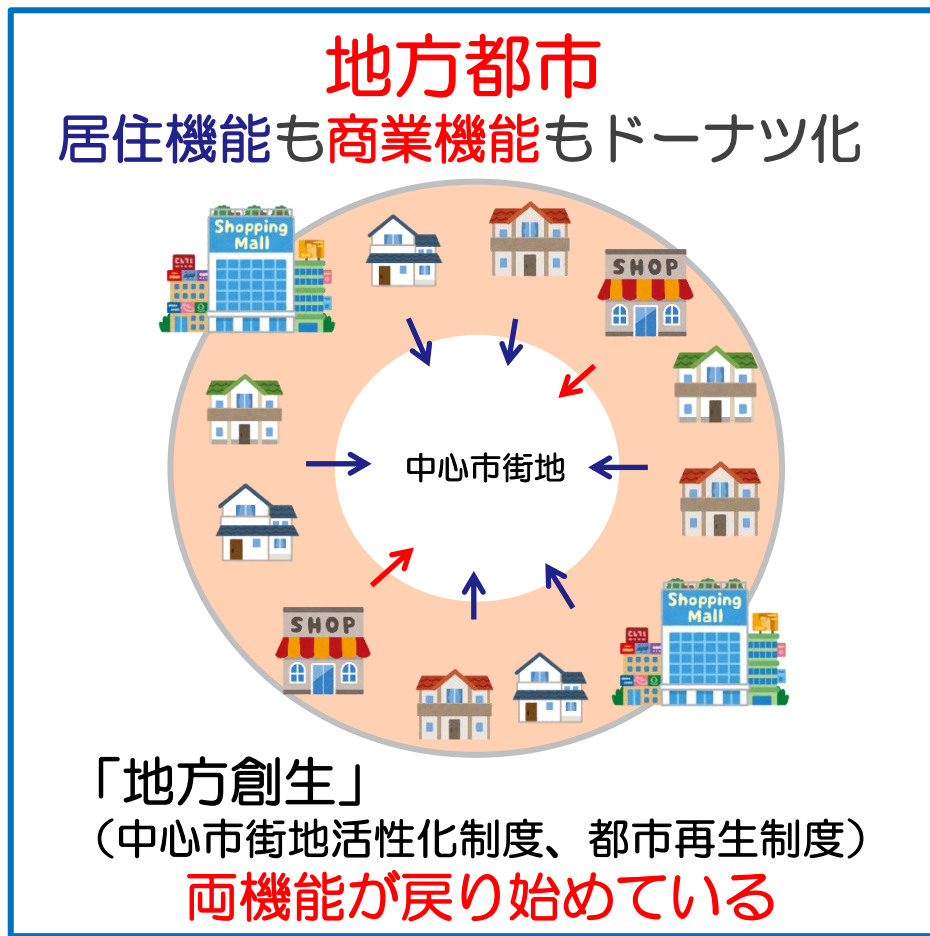 地方都市
居住機能も商業機能もドーナツ化
Shopping
Mall
SHOP
中心市街地
SHOP
Shopping
Mall
「地方創生」
（中心市街地活性化制度、都市再生制度）
両機能が戻り始めている